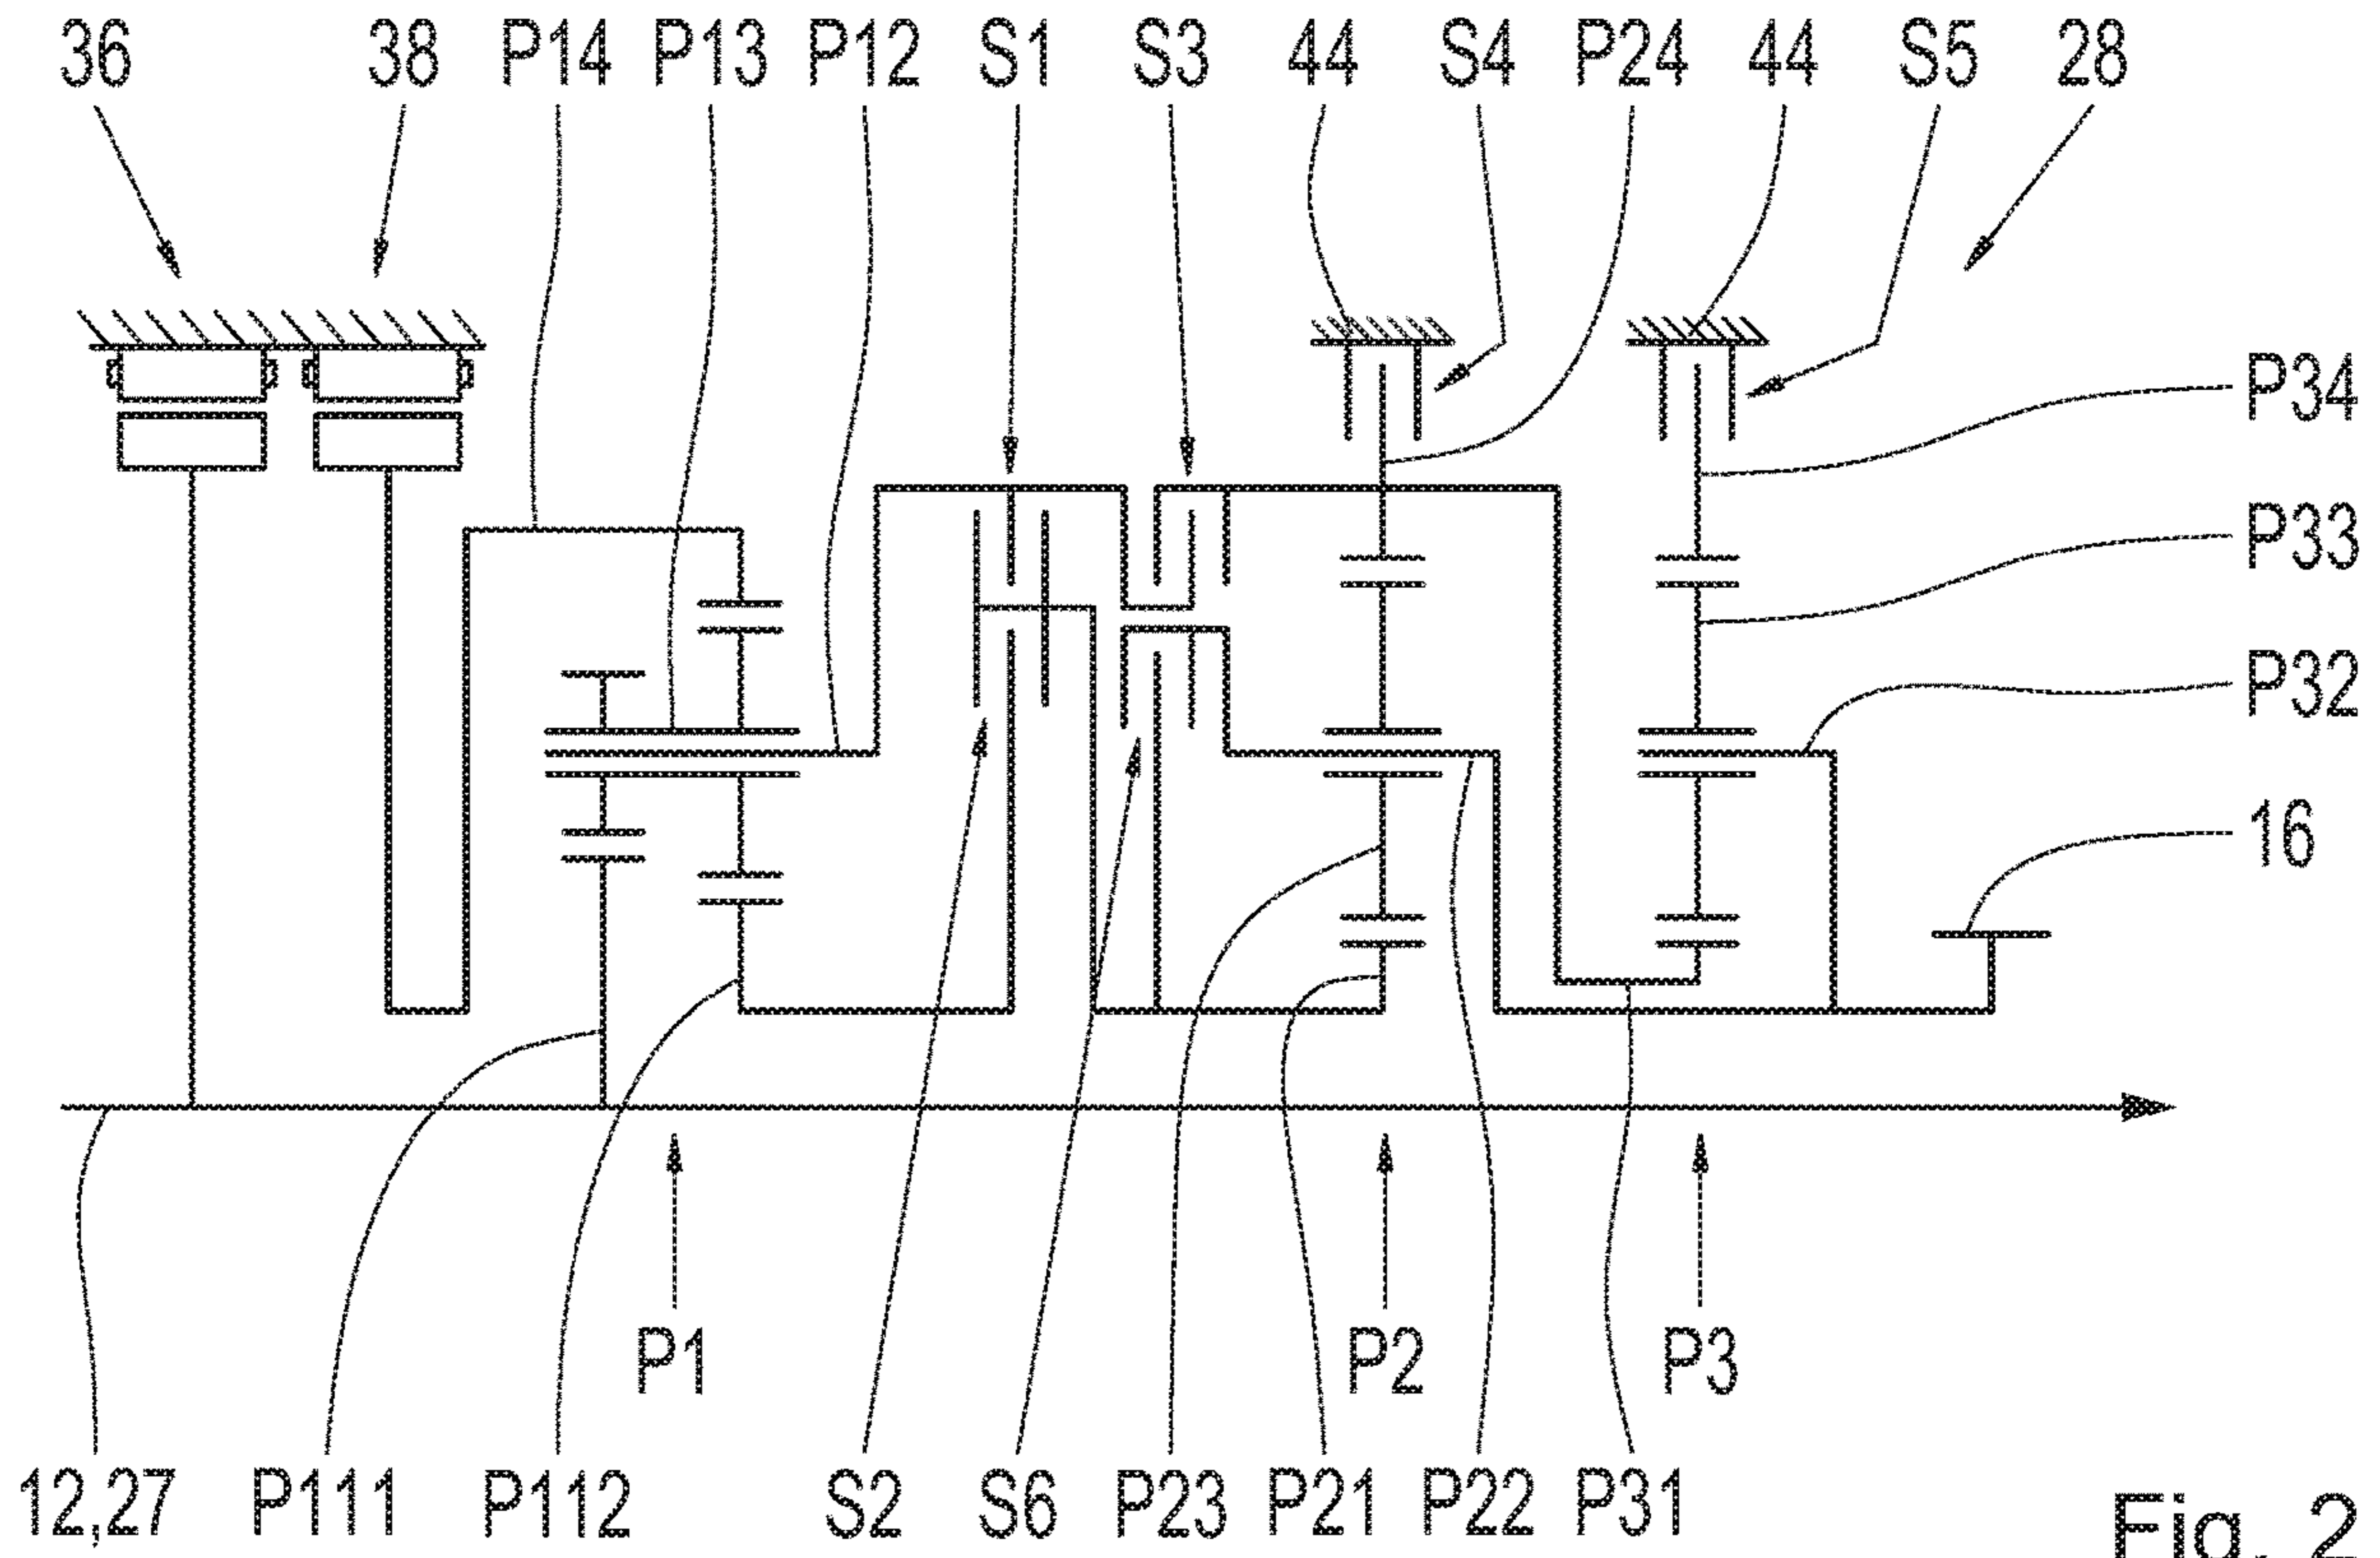 36 38 P14 P13 P12 S1 S3 44 S4 P24 44 S5 28
P34
P33
P32
16
P1 P2 P3
12,27 P111 P112 S2 S6 P23 P21 P22 P31
Fig. 2